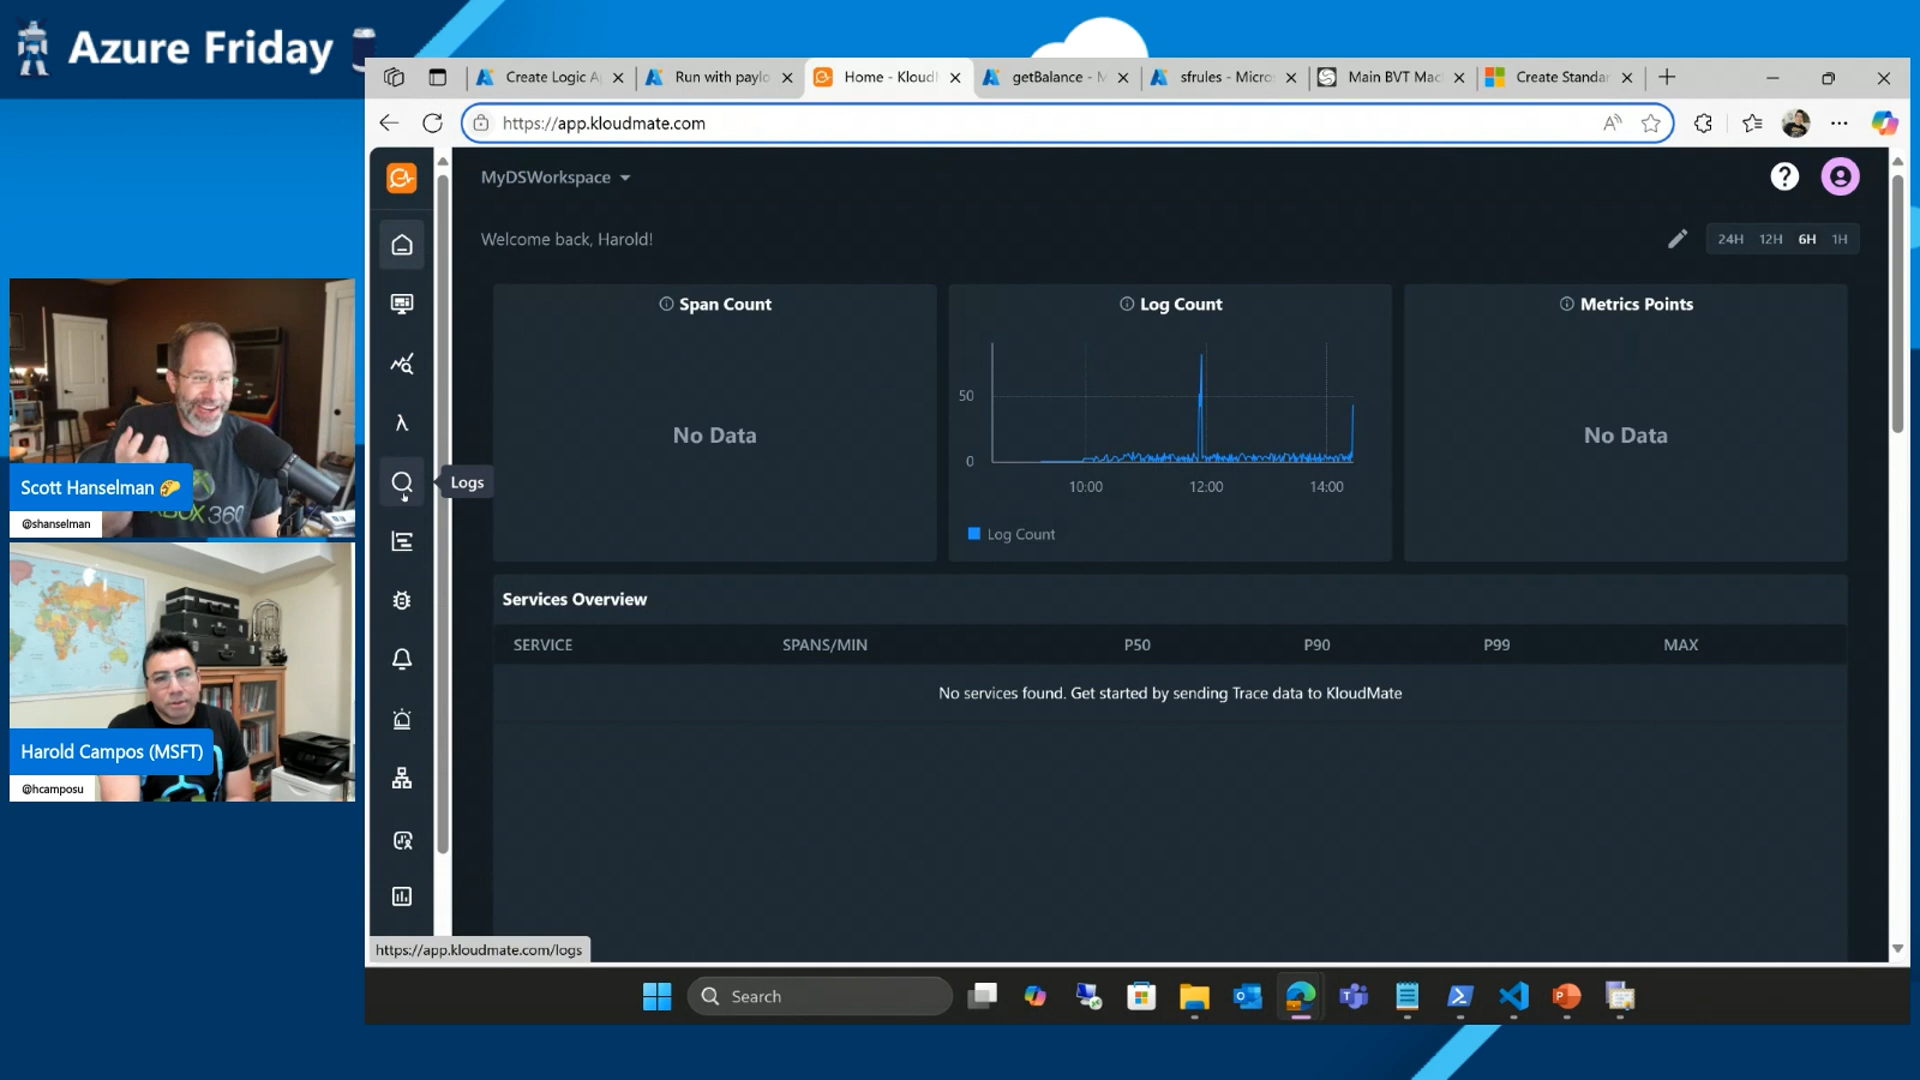 Azure Friday
Create Logic A
Run with paylo
Home - Kloud
getBalance - M
sfrules - Micro
Main BVT Mac
Create Standar
https://app.kloudmate.com
MyDSWorkspace
Welcome back, Harold!
24H 12H 6H 1H
Span Count
No Data
Log Count
50
0
10:00 12:00 14:00
Log Count
Metrics Points
No Data
Logs
Services Overview
SERVICE SPANS/MIN P50 P90 P99 MAX
No services found. Get started by sending Trace data to KloudMate
https://app.kloudmate.com/logs
Search
Scott Hanselman
@shanselman
XBOX 360
Harold Campos (MSFT)
@hcamposu